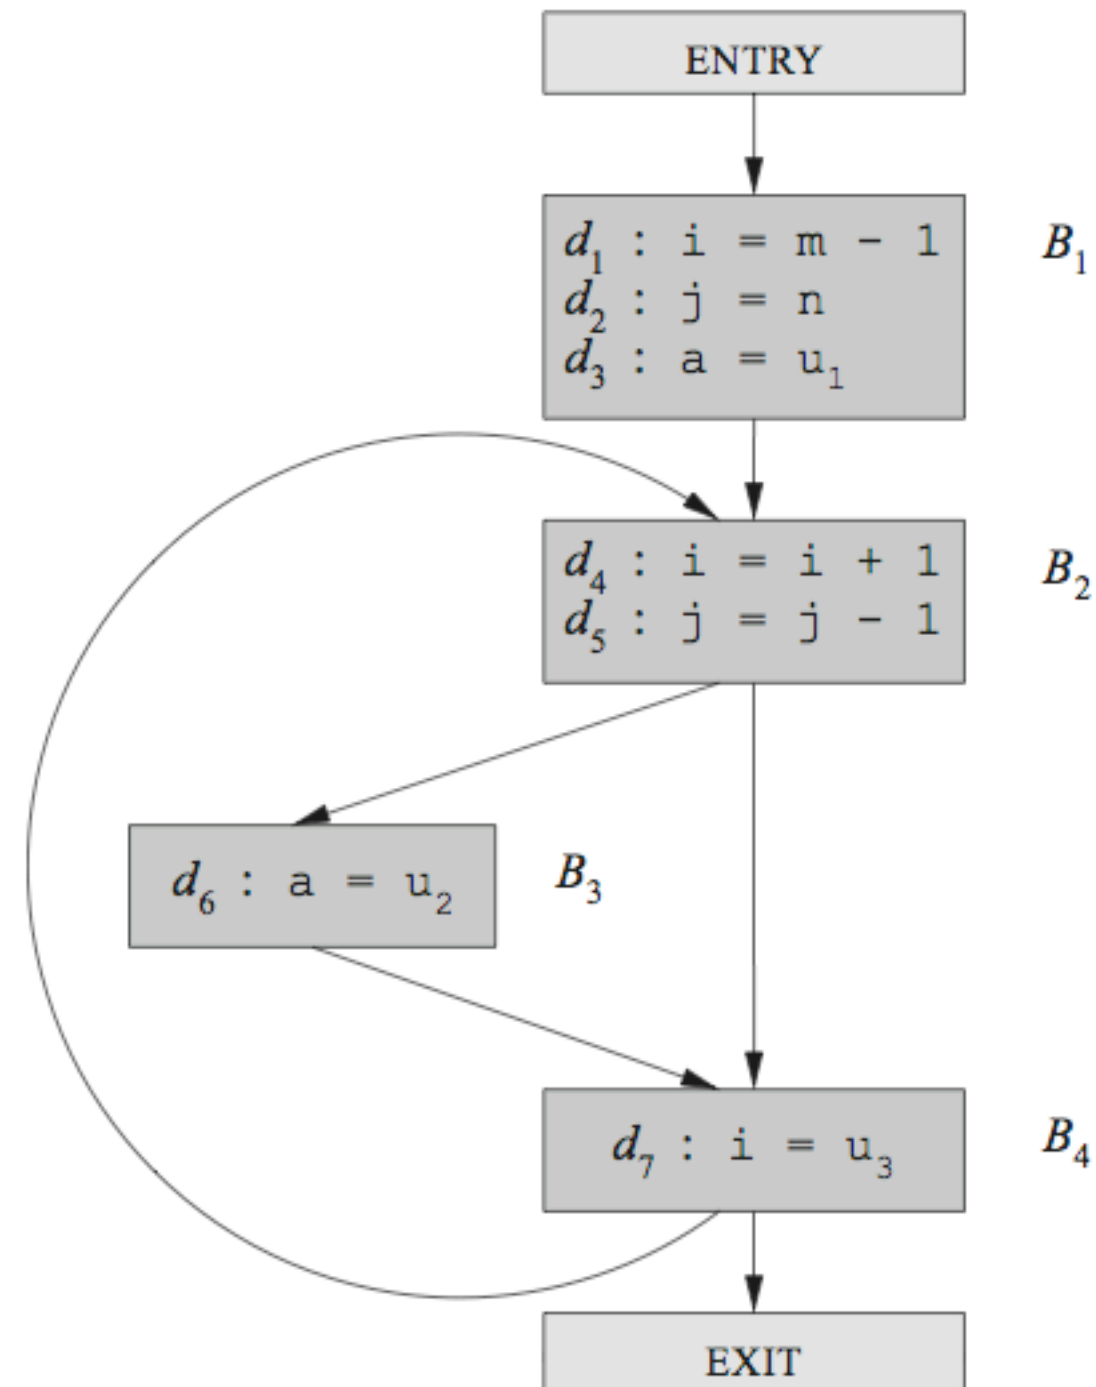 ENTRY
d₁ : i = m - 1
d₂ : j = n
d₃ : a = u₁
B₁
d₄ : i = i + 1
d₅ : j = j - 1
B₂
d₆ : a = u₂
B₃
d₇ : i = u₃
B₄
EXIT